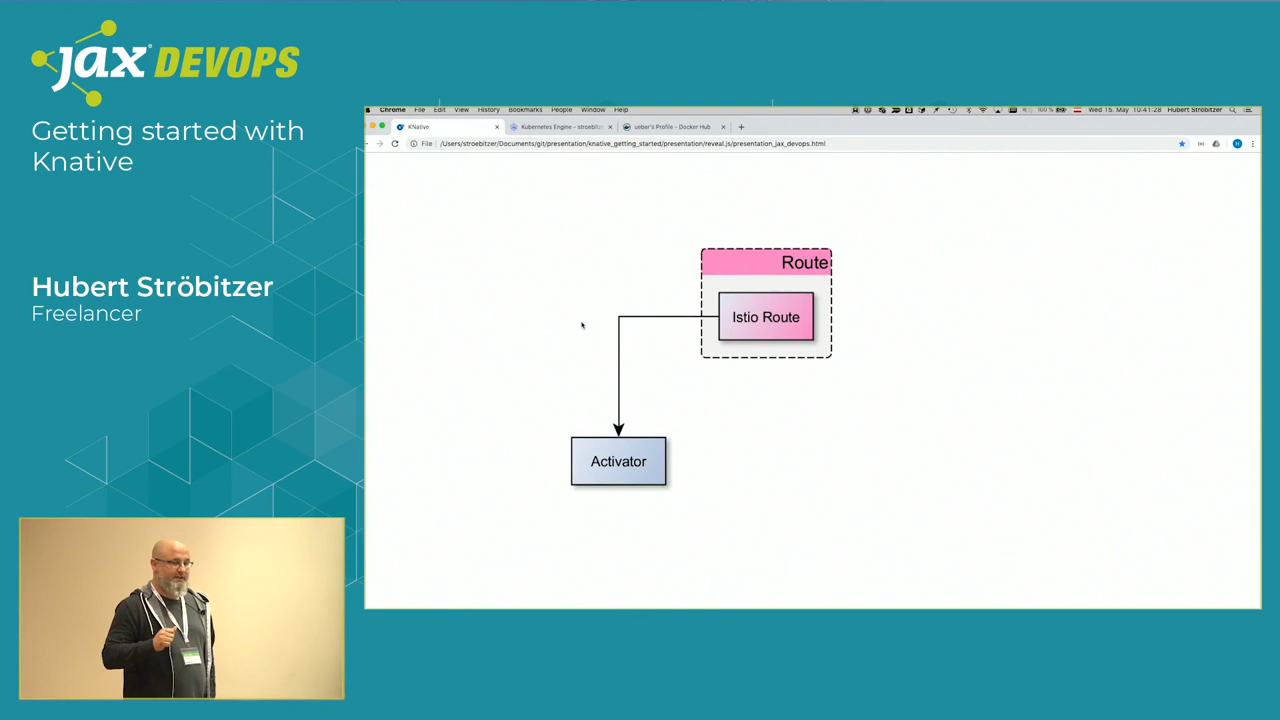 jax DEVOPS
Getting started with
Knative
Hubert Ströbitzer
Freelancer
Chrome File Edit View History Bookmarks People Window Help 100 % Wed 15. May 10:41:28 Hubert Ströbitzer
KNative
Kubernetes Engine - stroebitz
ueber's Profile - Docker Hub
File /Users/stroebitzer/Documents/git/presentation/knative_getting_started/presentation/reveal.js/presentation_jax_devops.html
H
Route
Istio Route
Activator